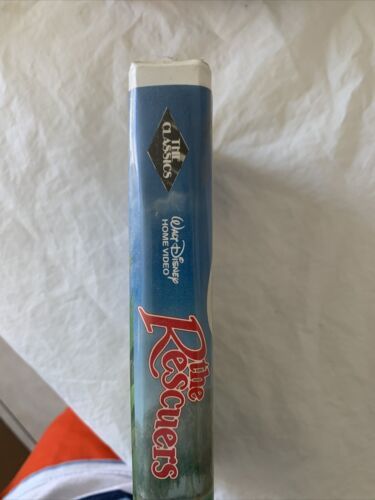 THE
CLASSICS
WALT DISNEY
HOME VIDEO
the
Rescuers